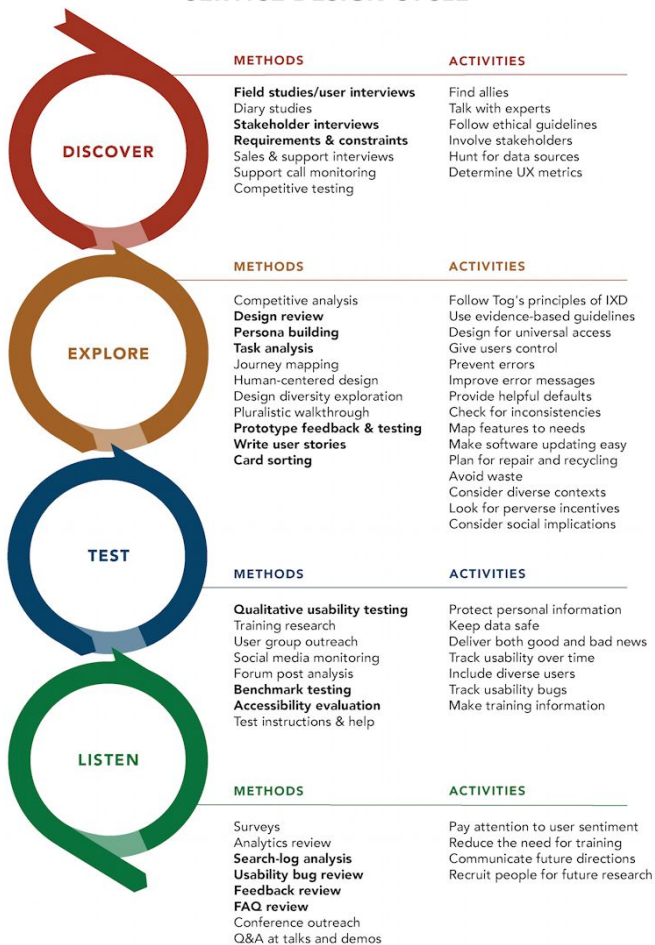 DISCOVER
METHODS
Field studies/user interviews
Diary studies
Stakeholder interviews
Requirements & constraints
Sales & support interviews
Support call monitoring
Competitive testing
ACTIVITIES
Find allies
Talk with experts
Follow ethical guidelines
Involve stakeholders
Hunt for data sources
Determine UX metrics
EXPLORE
METHODS
Competitive analysis
Design review
Persona building
Task analysis
Journey mapping
Human-centered design
Design diversity exploration
Pluralistic walkthrough
Prototype feedback & testing
Write user stories
Card sorting
ACTIVITIES
Follow Tog's principles of IXD
Use evidence-based guidelines
Design for universal access
Give users control
Prevent errors
Improve error messages
Provide helpful defaults
Check for inconsistencies
Map features to needs
Make software updating easy
Plan for repair and recycling
Avoid waste
Consider diverse contexts
Look for perverse incentives
Consider social implications
TEST
METHODS
Qualitative usability testing
Training research
User group outreach
Social media monitoring
Forum post analysis
Benchmark testing
Accessibility evaluation
Test instructions & help
ACTIVITIES
Protect personal information
Keep data safe
Deliver both good and bad news
Track usability over time
Include diverse users
Track usability bugs
Make training information
LISTEN
METHODS
Surveys
Analytics review
Search-log analysis
Usability bug review
Feedback review
FAQ review
Conference outreach
Q&A at talks and demos
ACTIVITIES
Pay attention to user sentiment
Reduce the need for training
Communicate future directions
Recruit people for future research